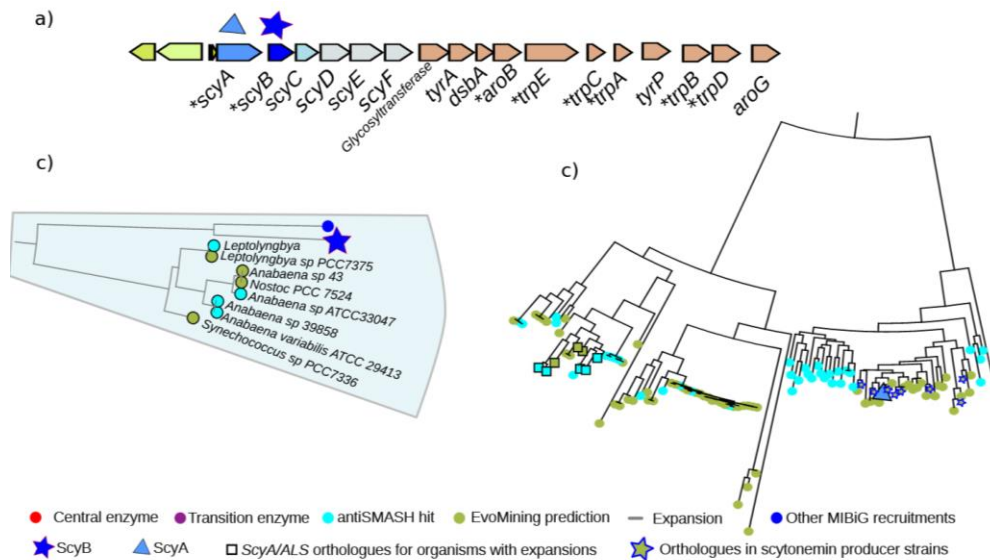 a)
*scyA
*scyB
scyC
scyD
scyE
scyF
Glycosyltransferase
tyrA
dsbA
*aroB
*trpE
*trpC
*trpA
tyrP
*trpB
*trpD
aroG
c)
Leptolyngbya
Leptolyngbya sp PCC7375
Anabaena sp 43
Nostoc PCC 7524
Anabaena sp ATCC33047
Anabaena sp 39858
Anabaena variabilis ATCC 29413
Synechococcus sp PCC7336
c)
Central enzyme Transition enzyme antiSMASH hit EvoMining prediction Expansion Other MIBiG recruitments
ScyB ScyA ScyA/ALS orthologues for organisms with expansions Orthologues in scytonemin producer strains